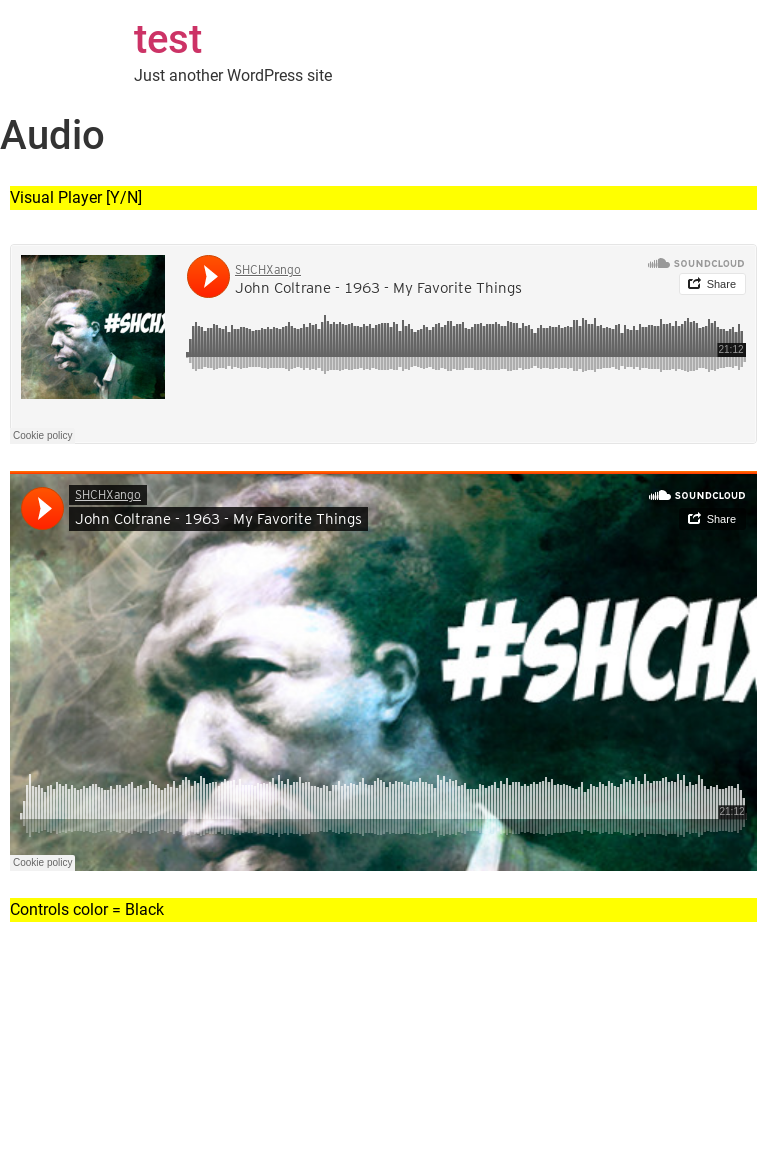 test
Just another WordPress site
Audio
Visual Player [Y/N]
SHCHXango
John Coltrane - 1963 - My Favorite Things
SOUNDCLOUD
Share
#SHCHX
21:12
Cookie policy
SHCHXango
John Coltrane - 1963 - My Favorite Things
SOUNDCLOUD
Share
#SHCHX
21:12
Cookie policy
Controls color = Black